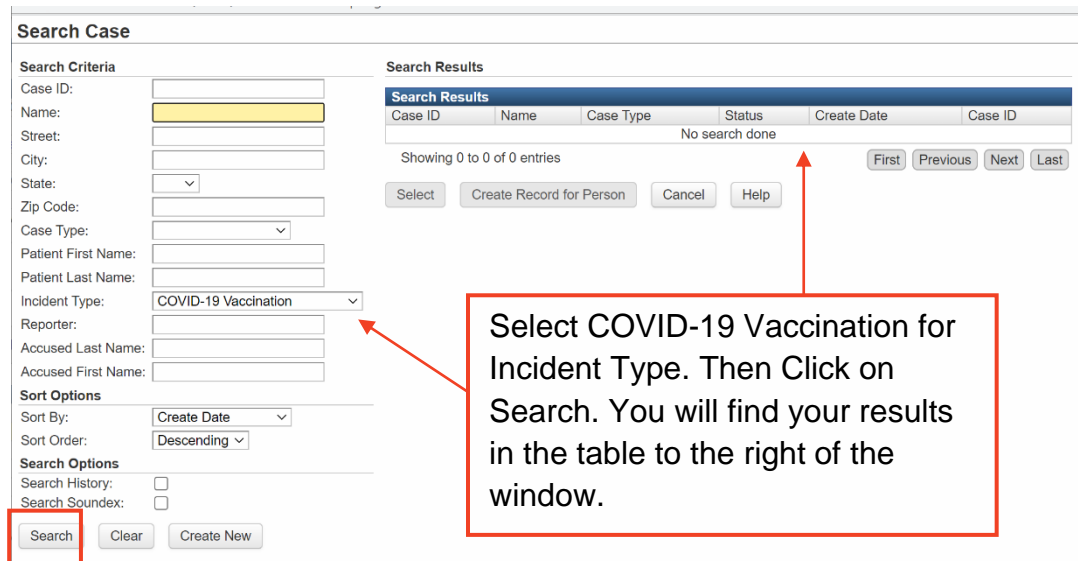 Search Case
Search Criteria
Case ID:
Name:
Street:
City:
State:
Zip Code:
Case Type:
Patient First Name:
Patient Last Name:
Incident Type: COVID-19 Vaccination
Reporter:
Accused Last Name:
Accused First Name:
Sort Options
Sort By: Create Date
Sort Order: Descending
Search Options
Search History:
Search Soundex:
Search Clear Create New
Search Results
Search Results
Case ID Name Case Type Status Create Date Case ID
No search done
Showing 0 to 0 of 0 entries First Previous Next Last
Select Create Record for Person Cancel Help
Select COVID-19 Vaccination for
Incident Type. Then Click on
Search. You will find your results
in the table to the right of the
window.